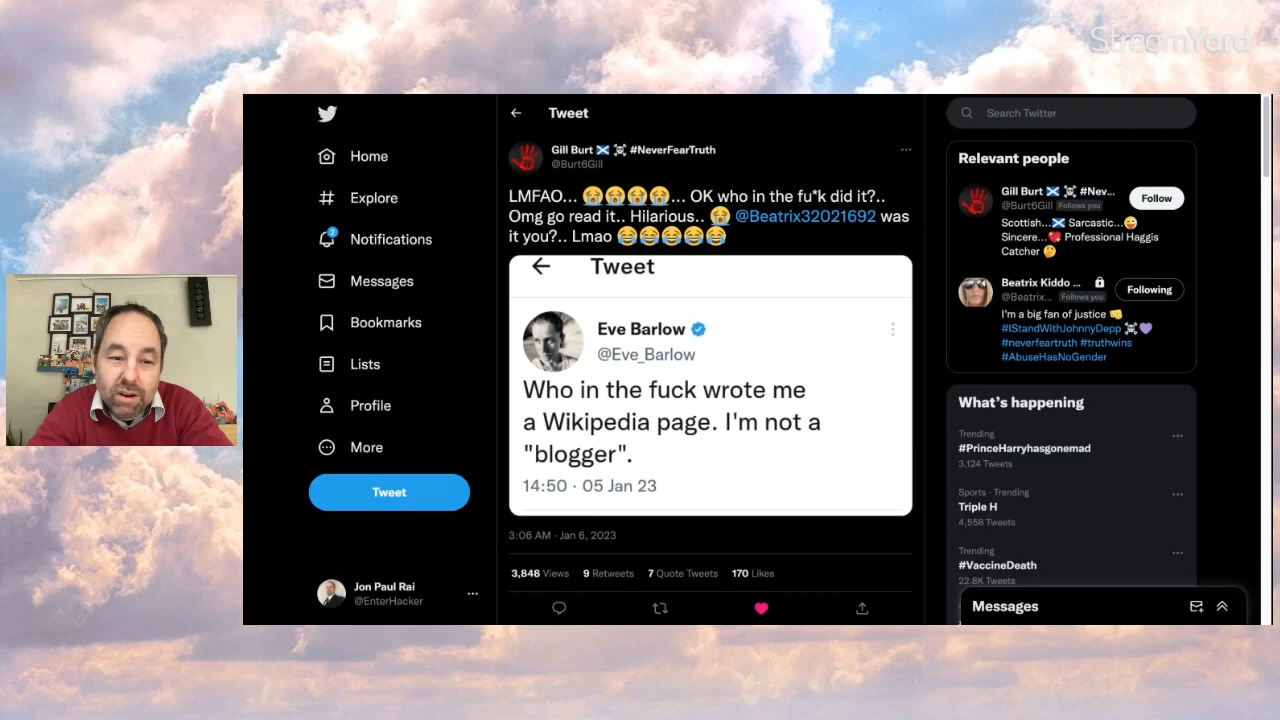 StreamYard
Tweet
Search Twitter
Home
Explore
2
Notifications
Messages
Bookmarks
Lists
Profile
More
Tweet
Jon Paul Rai
@EnterHacker
Gill Burt 🏴󠁧󠁢󠁳󠁣󠁴󠁿 ☠️ #NeverFearTruth
@Burt6Gill
LMFAO... 😭😭😭😭... OK who in the fu*k did it?..
Omg go read it.. Hilarious.. 😭 @Beatrix32021692 was
it you?.. Lmao 😂😂😂😂😂
Tweet
Eve Barlow
@Eve_Barlow
Who in the fuck wrote me
a Wikipedia page. I'm not a
"blogger".
14:50 · 05 Jan 23
3:06 AM · Jan 6, 2023
3,848 Views 9 Retweets 7 Quote Tweets 170 Likes
Relevant people
Gill Burt 🏴󠁧󠁢󠁳󠁣󠁴󠁿 ☠️ #Nev...
@Burt6Gill Follows you
Follow
Scottish...🏴󠁧󠁢󠁳󠁣󠁴󠁿 Sarcastic...😜
Sincere...💖 Professional Haggis
Catcher 🤔
Beatrix Kiddo ...
@Beatrix... Follows you
Following
I'm a big fan of justice 👊
#IStandWithJohnnyDepp ☠️💜
#neverfeartruth #truthwins
#AbuseHasNoGender
What's happening
Trending
#PrinceHarryhasgonemad
3,124 Tweets
Sports · Trending
Triple H
4,558 Tweets
Trending
#VaccineDeath
22.8K Tweets
Messages